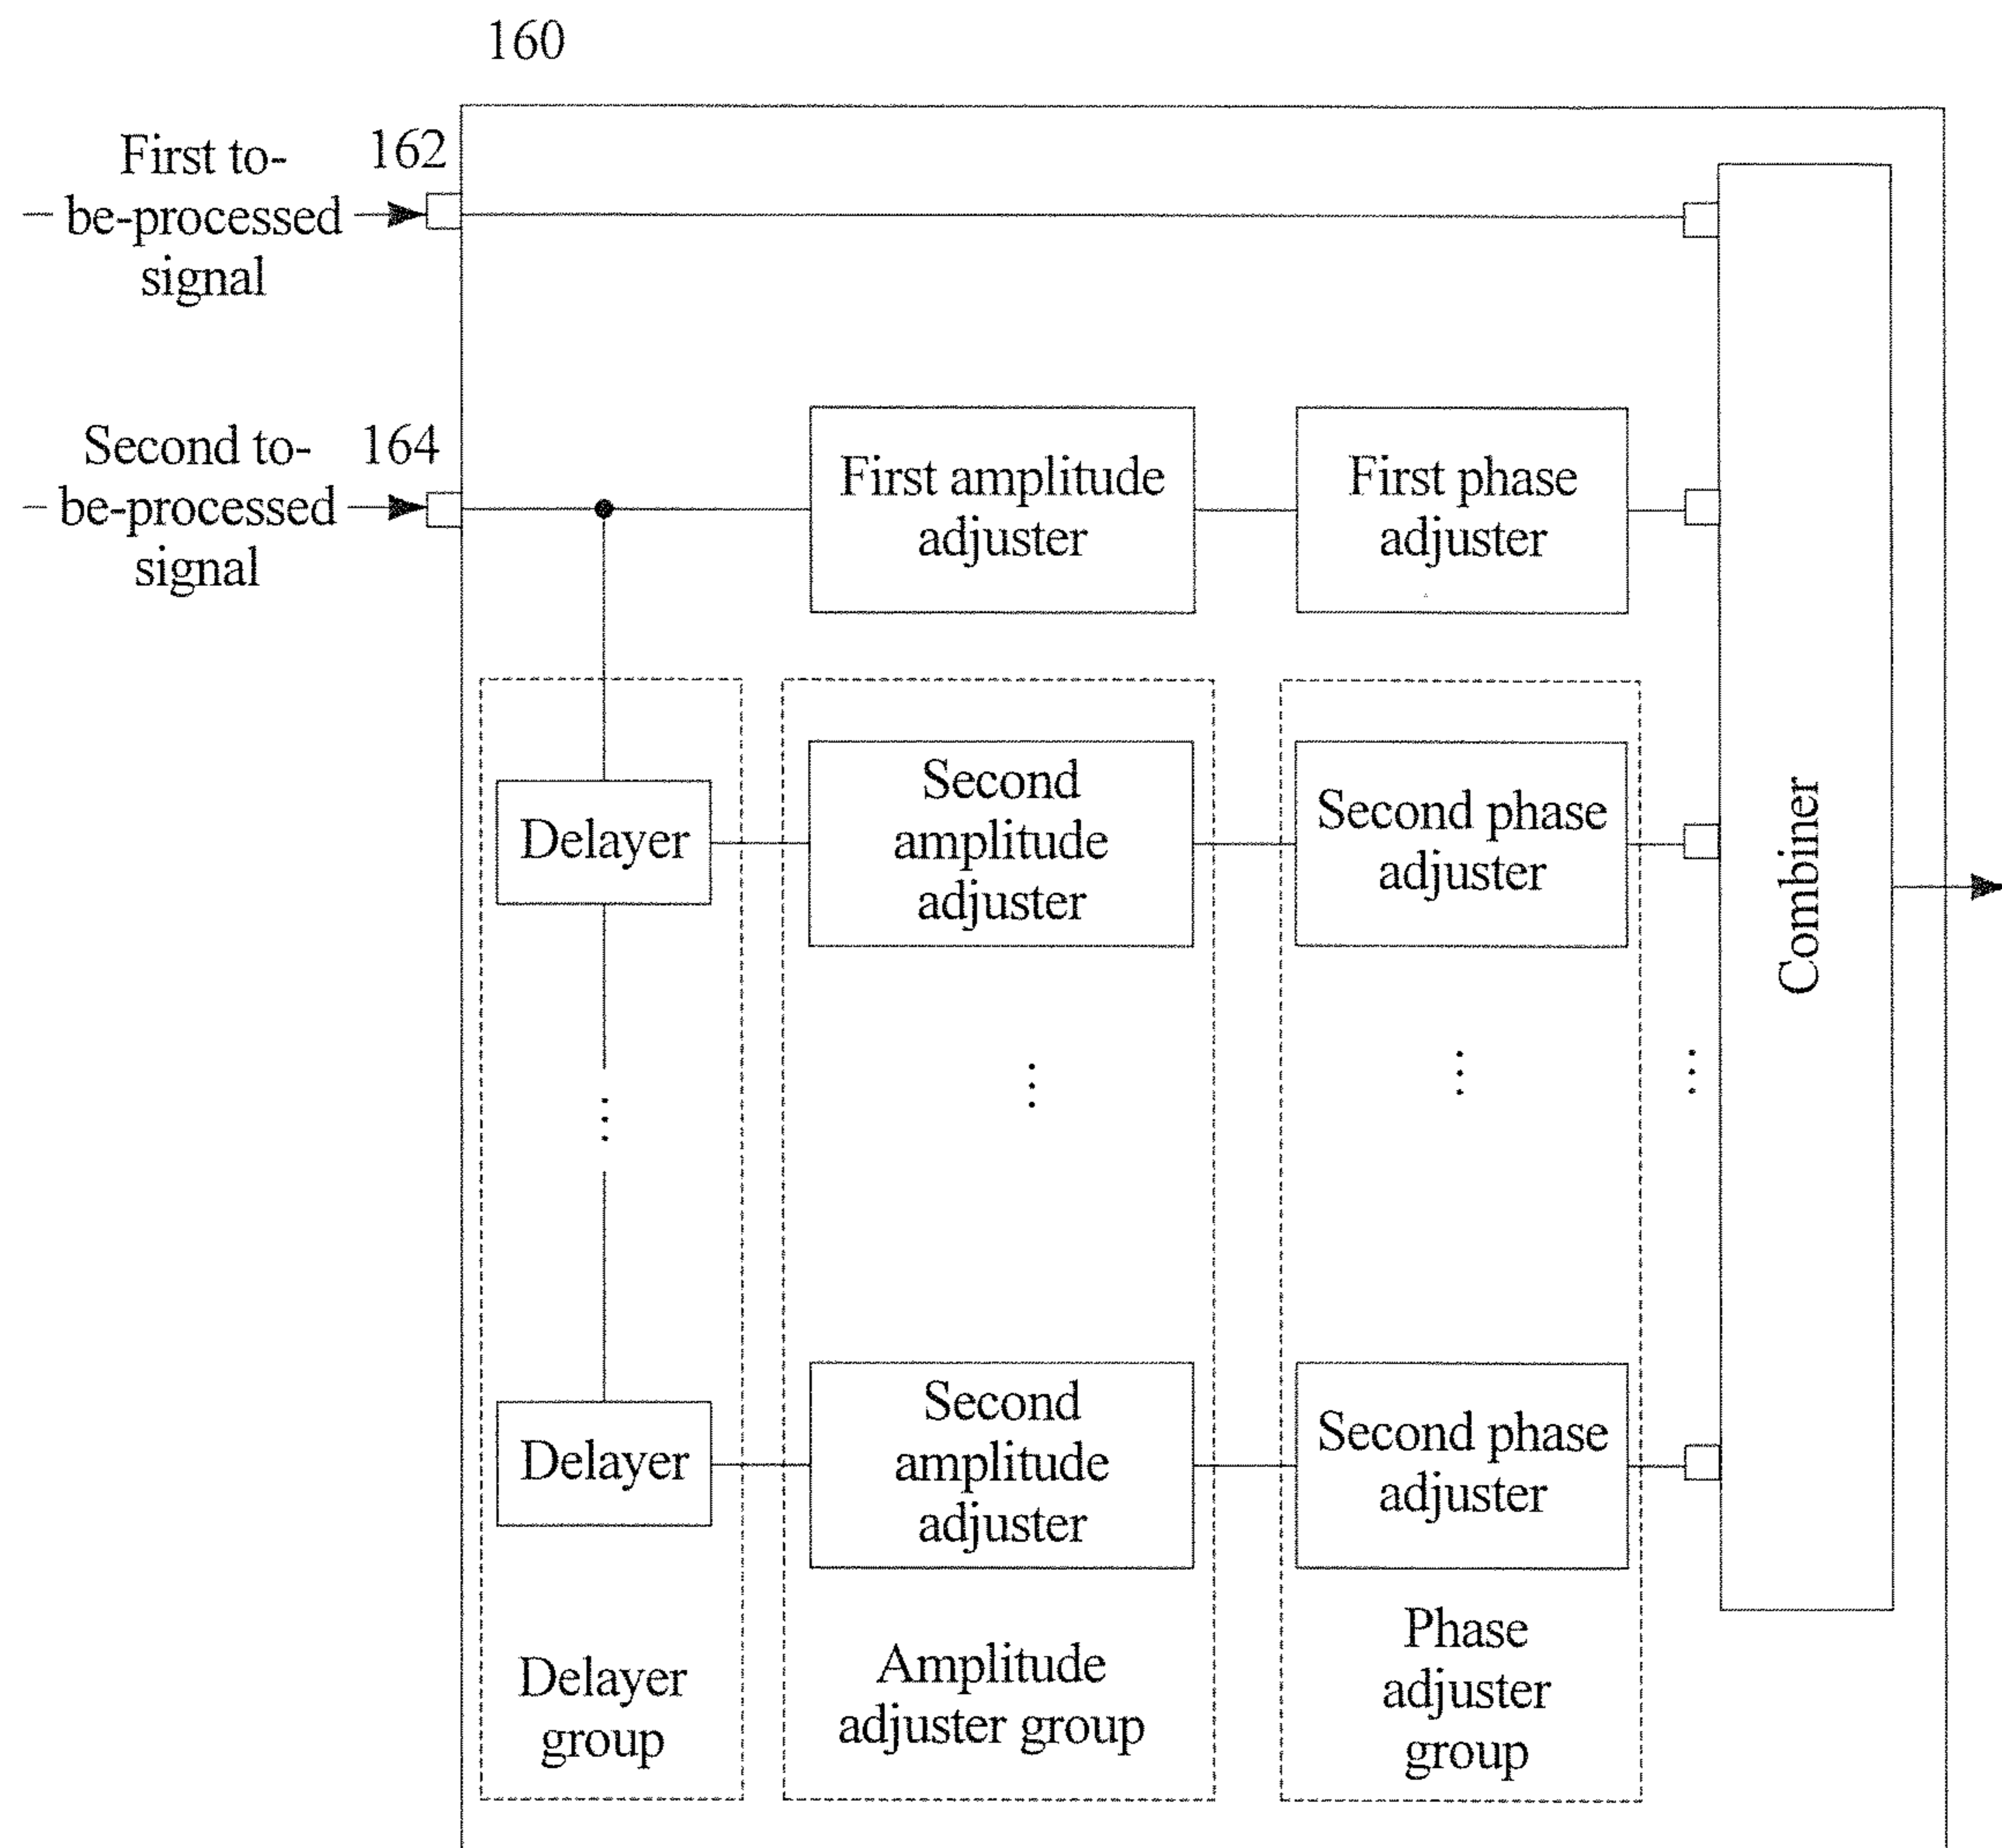 160
First to-
be-processed
signal
162
Second to-
be-processed
signal
164
First amplitude
adjuster
First phase
adjuster
Delayer
Second
amplitude
adjuster
Second phase
adjuster
Combiner
Delayer
Second
amplitude
adjuster
Second phase
adjuster
Delayer
group
Amplitude
adjuster group
Phase
adjuster
group